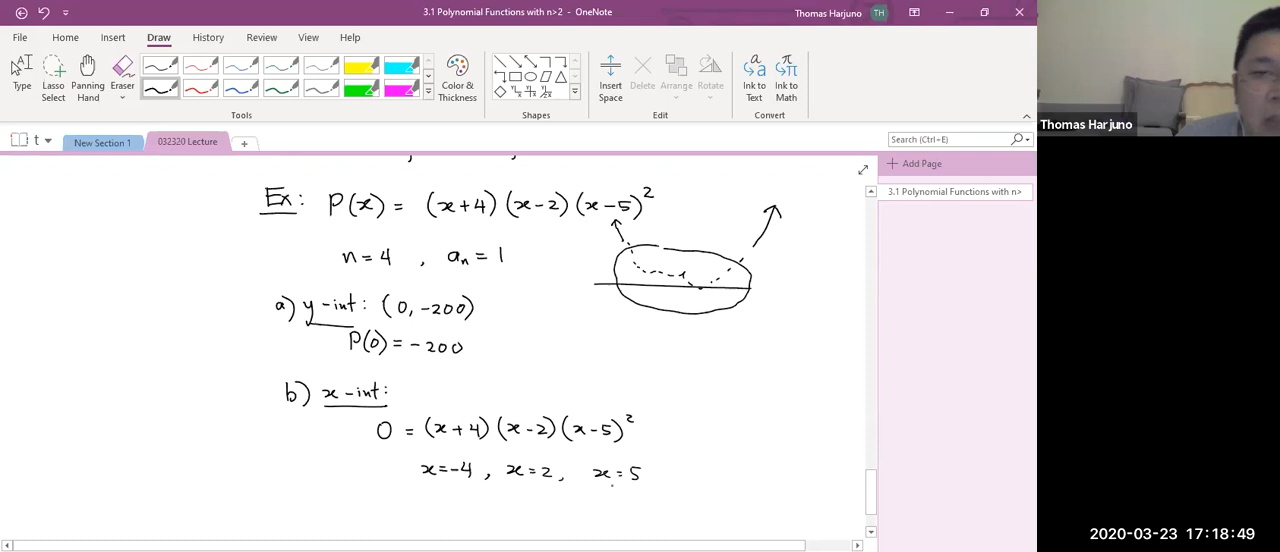 3.1 Polynomial Functions with n>2 - OneNote
Thomas Harjuno TH
File Home Insert Draw History Review View Help
Type
Lasso Select
Panning Hand
Eraser
Color & Thickness
Insert Space
Delete
Arrange
Rotate
Ink to Text
Ink to Math
Tools
Shapes
Edit
Convert
t New Section 1 032320 Lecture +
Search (Ctrl+E)
Add Page
3.1 Polynomial Functions with n>
Ex: P(x) = (x+4)(x-2)(x-5)²
n=4 , aₙ = 1
a) y-int: (0, -200)
P(0) = -200
b) x-int:
0 = (x+4)(x-2)(x-5)²
x=-4 , x=2, x=5
Thomas Harjuno
2020-03-23 17:18:49